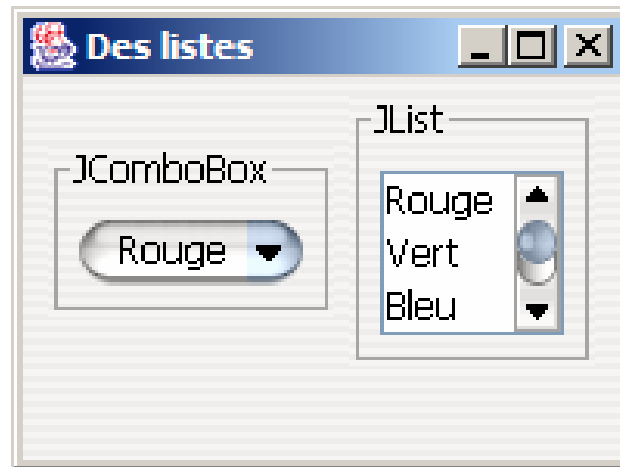 Des listes
JComboBox
Rouge
JList
Rouge
Vert
Bleu